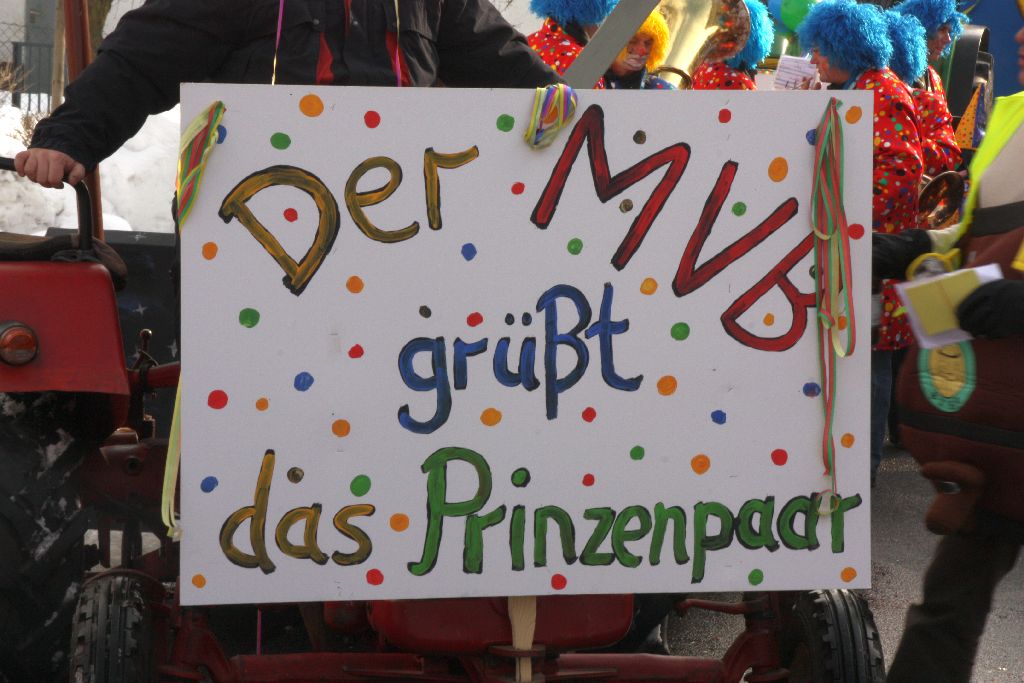 Der MVB
grüßt
das Prinzenpaar